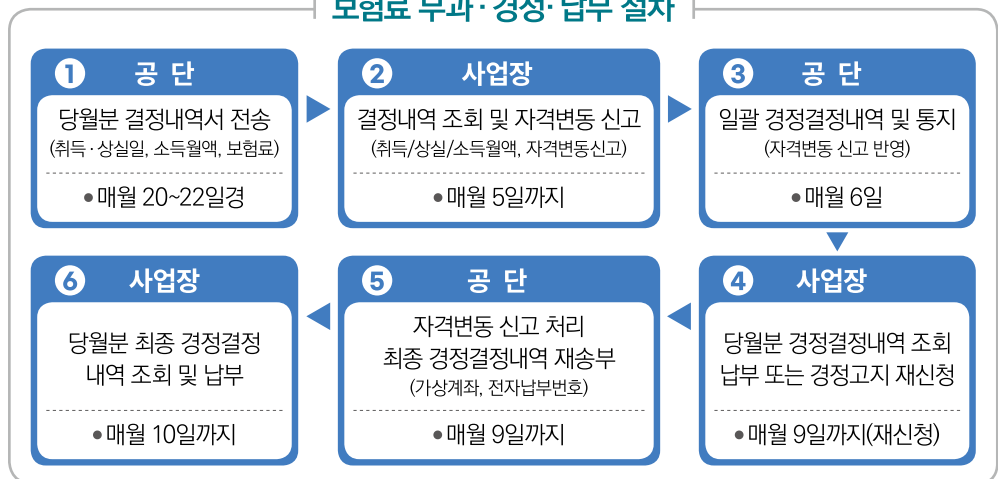 보험료 부과·경정·납부 절차
1 공 단
당월분 결정내역서 전송
(취득·상실일, 소득월액, 보험료)
● 매월 20~22일경
2 사업장
결정내역 조회 및 자격변동 신고
(취득/상실/소득월액, 자격변동신고)
● 매월 5일까지
3 공 단
일괄 경정결정내역 및 통지
(자격변동 신고 반영)
● 매월 6일
4 사업장
당월분 경정결정내역 조회
납부 또는 경정고지 재신청
● 매월 9일까지(재신청)
5 공 단
자격변동 신고 처리
최종 경정결정내역 재송부
(가상계좌, 전자납부번호)
● 매월 9일까지
6 사업장
당월분 최종 경정결정
내역 조회 및 납부
● 매월 10일까지